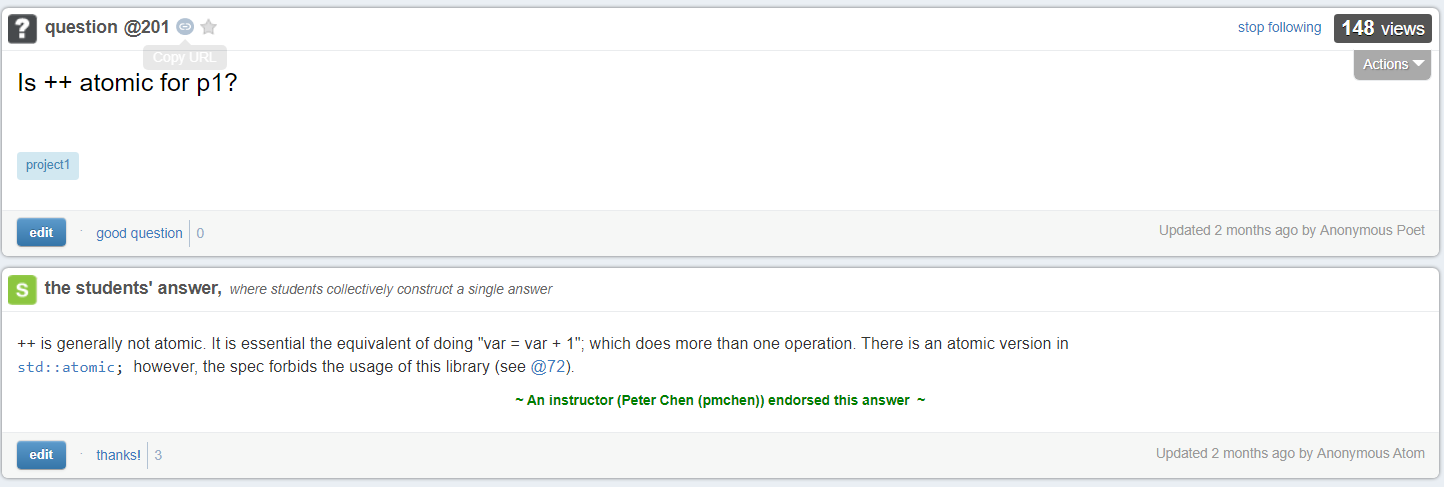 ? question @201
stop following 148 views
Copy URL
Actions
Is ++ atomic for p1?
project1
edit · good question 0
Updated 2 months ago by Anonymous Poet
S the students' answer, where students collectively construct a single answer
++ is generally not atomic. It is essential the equivalent of doing "var = var + 1"; which does more than one operation. There is an atomic version in
std::atomic; however, the spec forbids the usage of this library (see @72).
~ An instructor (Peter Chen (pmchen)) endorsed this answer ~
edit · thanks! 3
Updated 2 months ago by Anonymous Atom